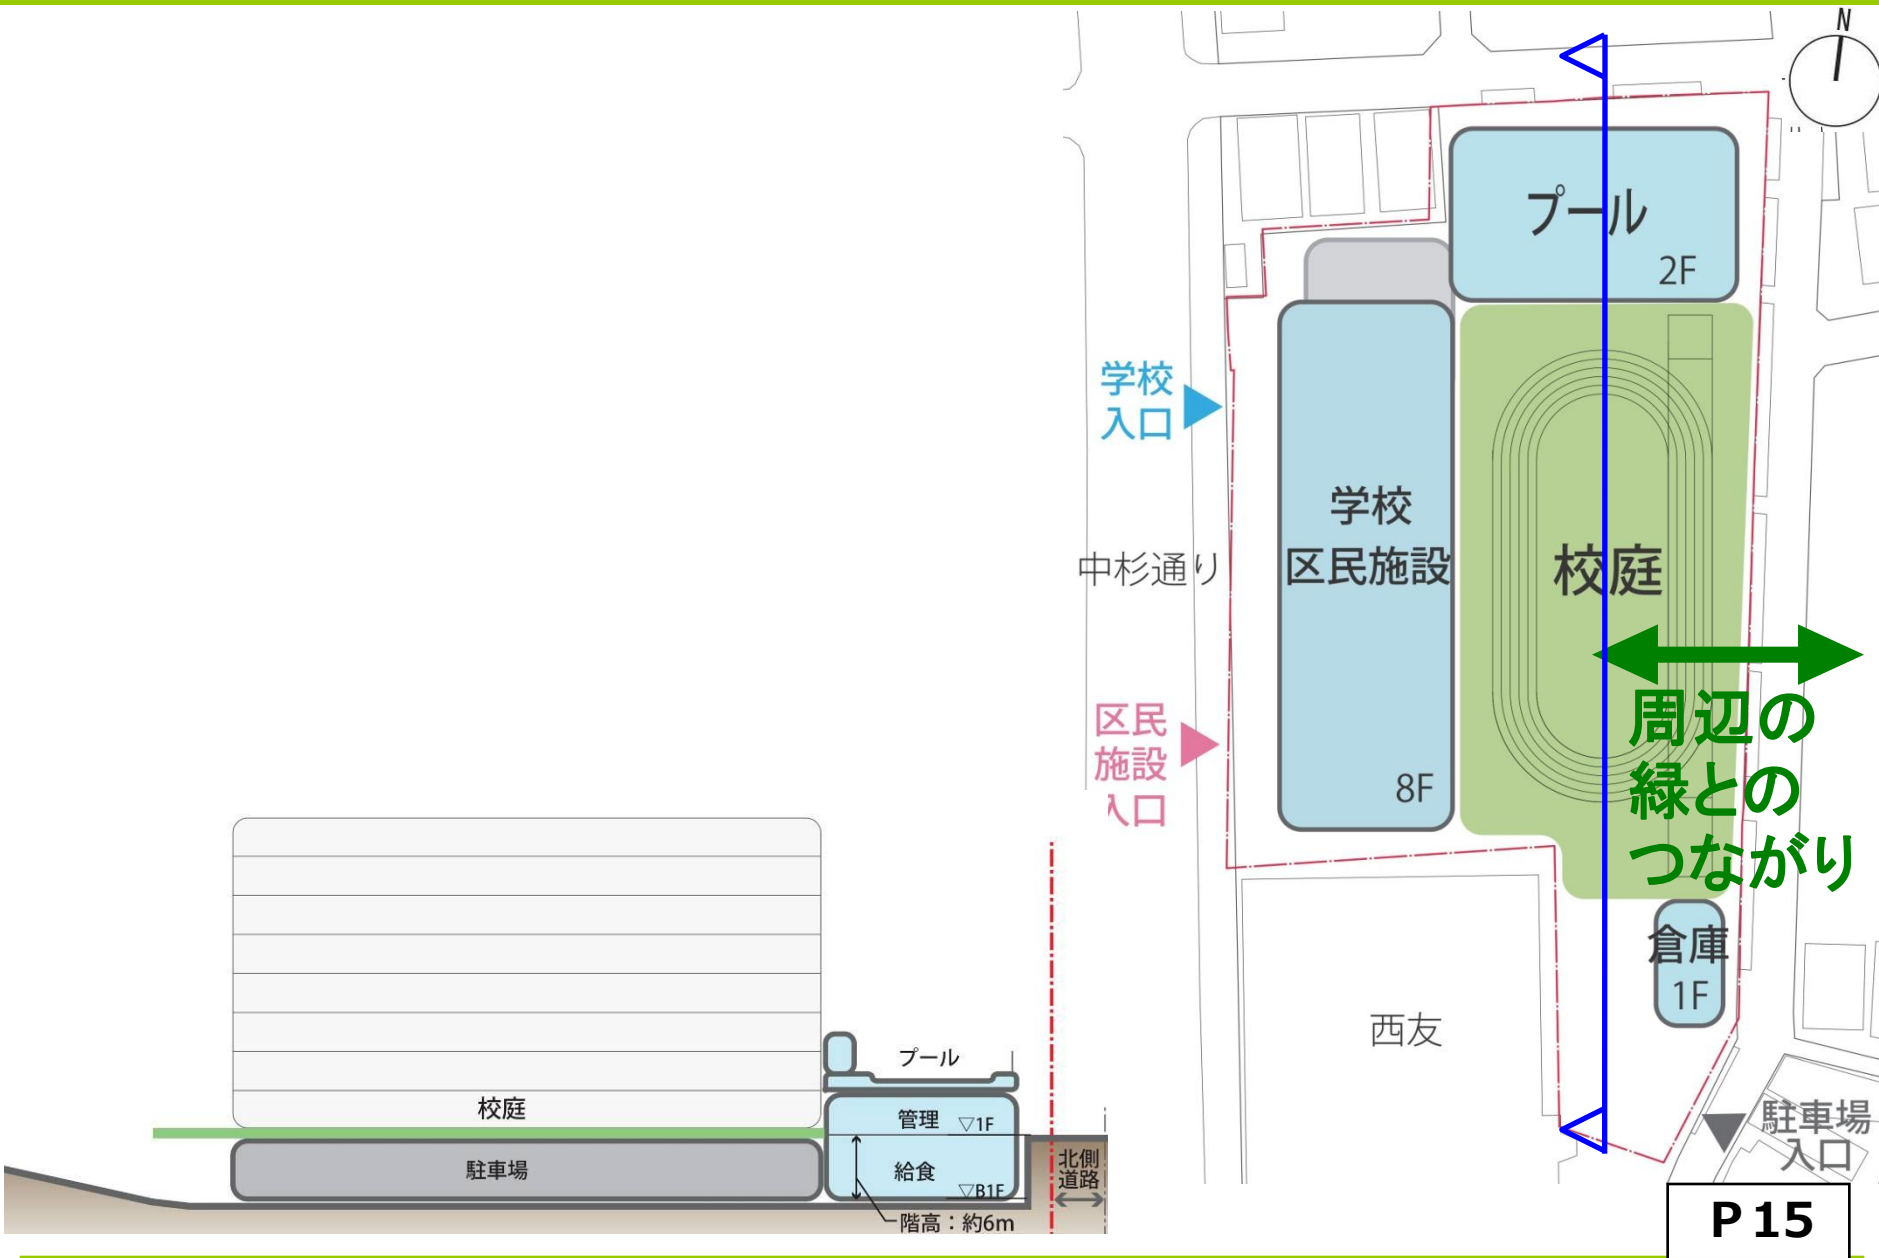 N
プール
2F
学校
入口
学校
区民施設
8F
中杉通り
校庭
周辺の
緑との
つながり
区民
施設
入口
倉庫
1F
西友
駐車場
入口
プール
校庭
管理 ▽1F
駐車場
給食
▽B1F
北側
道路
階高：約6m
P15